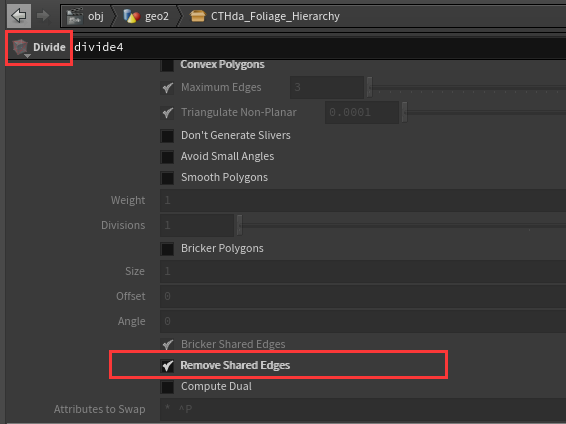 obj geo2 CTHda_Foliage_Hierarchy
Divide divide4
Convex Polygons
Maximum Edges 3
Triangulate Non-Planar 0.0001
Don't Generate Slivers
Avoid Small Angles
Smooth Polygons
Weight 1
Divisions 1
Bricker Polygons
Size 1
Offset 0
Angle 0
Bricker Shared Edges
Remove Shared Edges
Compute Dual
Attributes to Swap * ^P